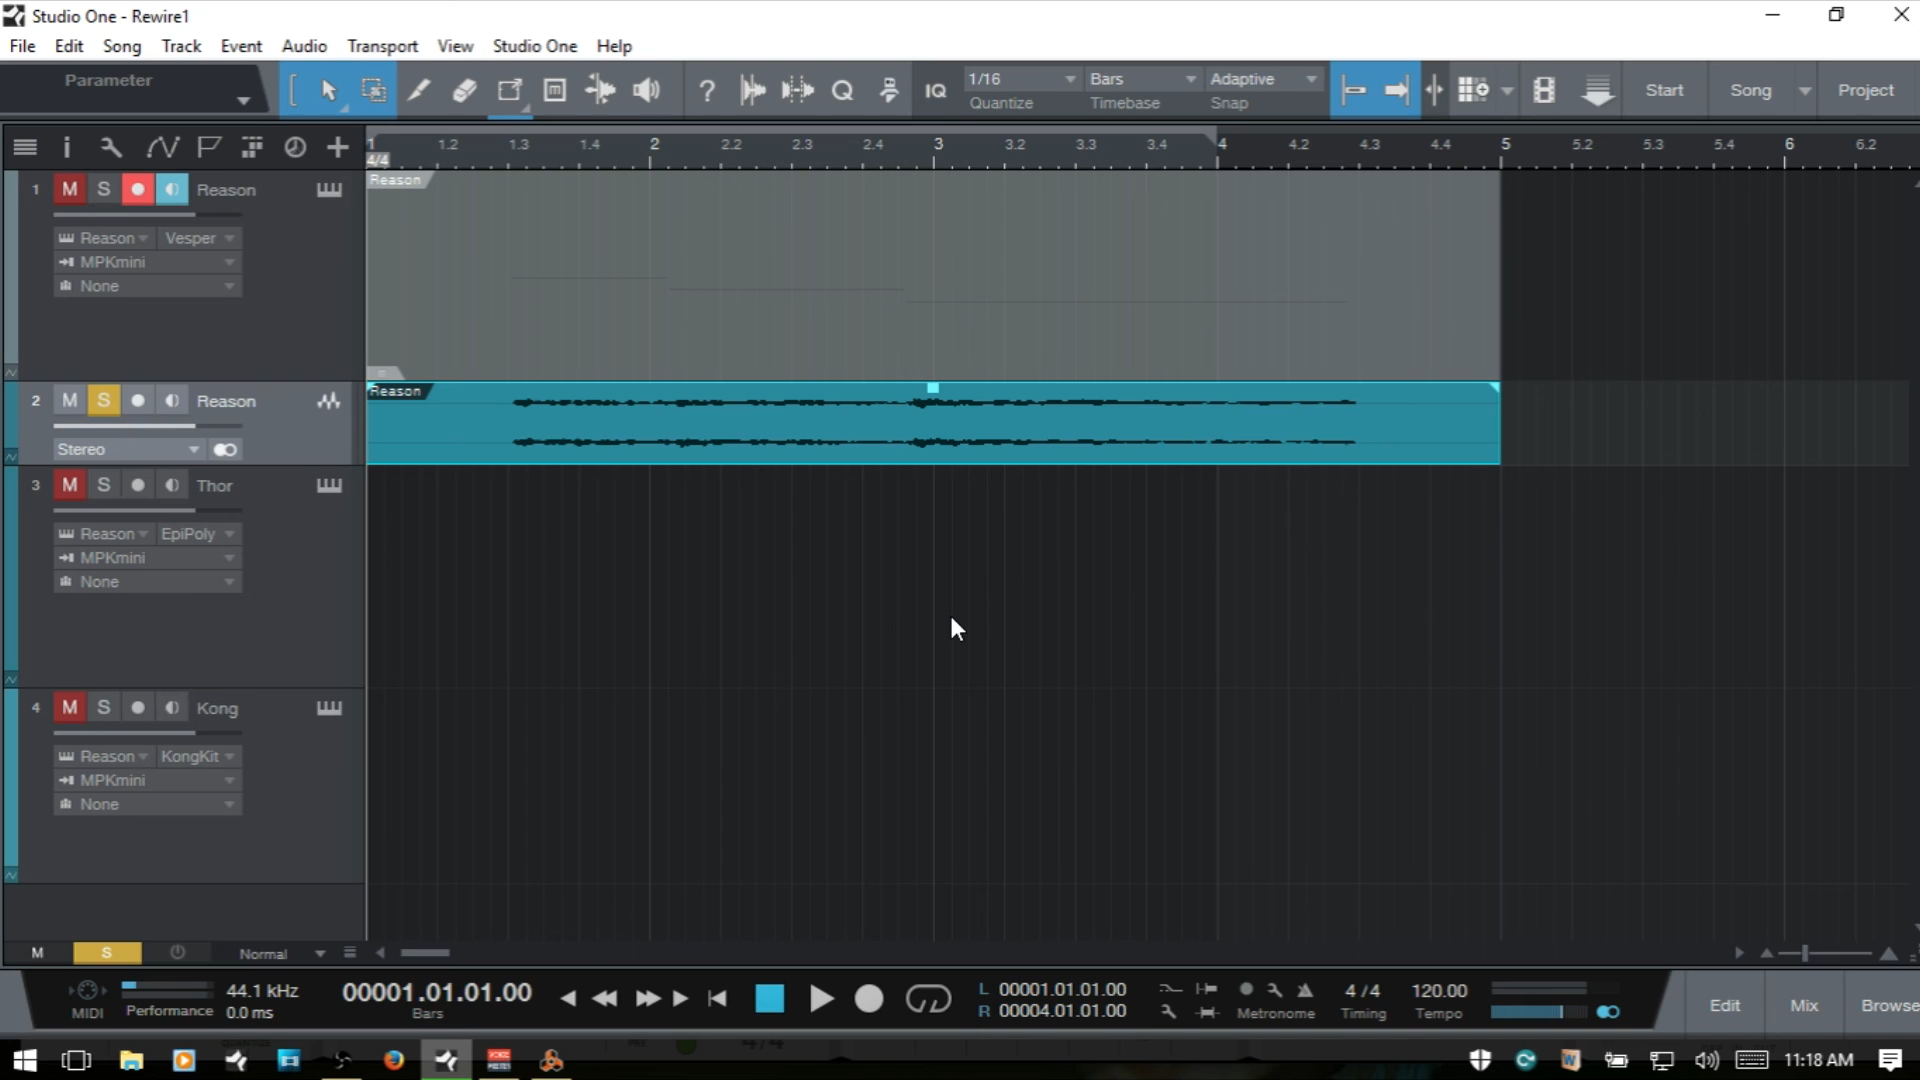 Studio One - Rewire1
File Edit Song Track Event Audio Transport View Studio One Help
Parameter
? Q IQ 1/16 Bars Adaptive
Quantize Timebase Snap
Start Song Project
1 1.2 1.3 1.4 2 2.2 2.3 2.4 3 3.2 3.3 3.4 4 4.2 4.3 4.4 5 5.2 5.3 5.4 6 6.2
4/4
1 M S Reason
Reason Vesper
MPKmini
None
Reason
2 M S Reason
Stereo
Reason
3 M S Thor
Reason EpiPoly
MPKmini
None
4 M S Kong
Reason KongKit
MPKmini
None
M S Normal
MIDI
Performance
44.1 kHz
0.0 ms
00001.01.01.00
Bars
L 00001.01.01.00
R 00004.01.01.00
Metronome
4 / 4
Timing
120.00
Tempo
Edit Mix Browse
11:18 AM